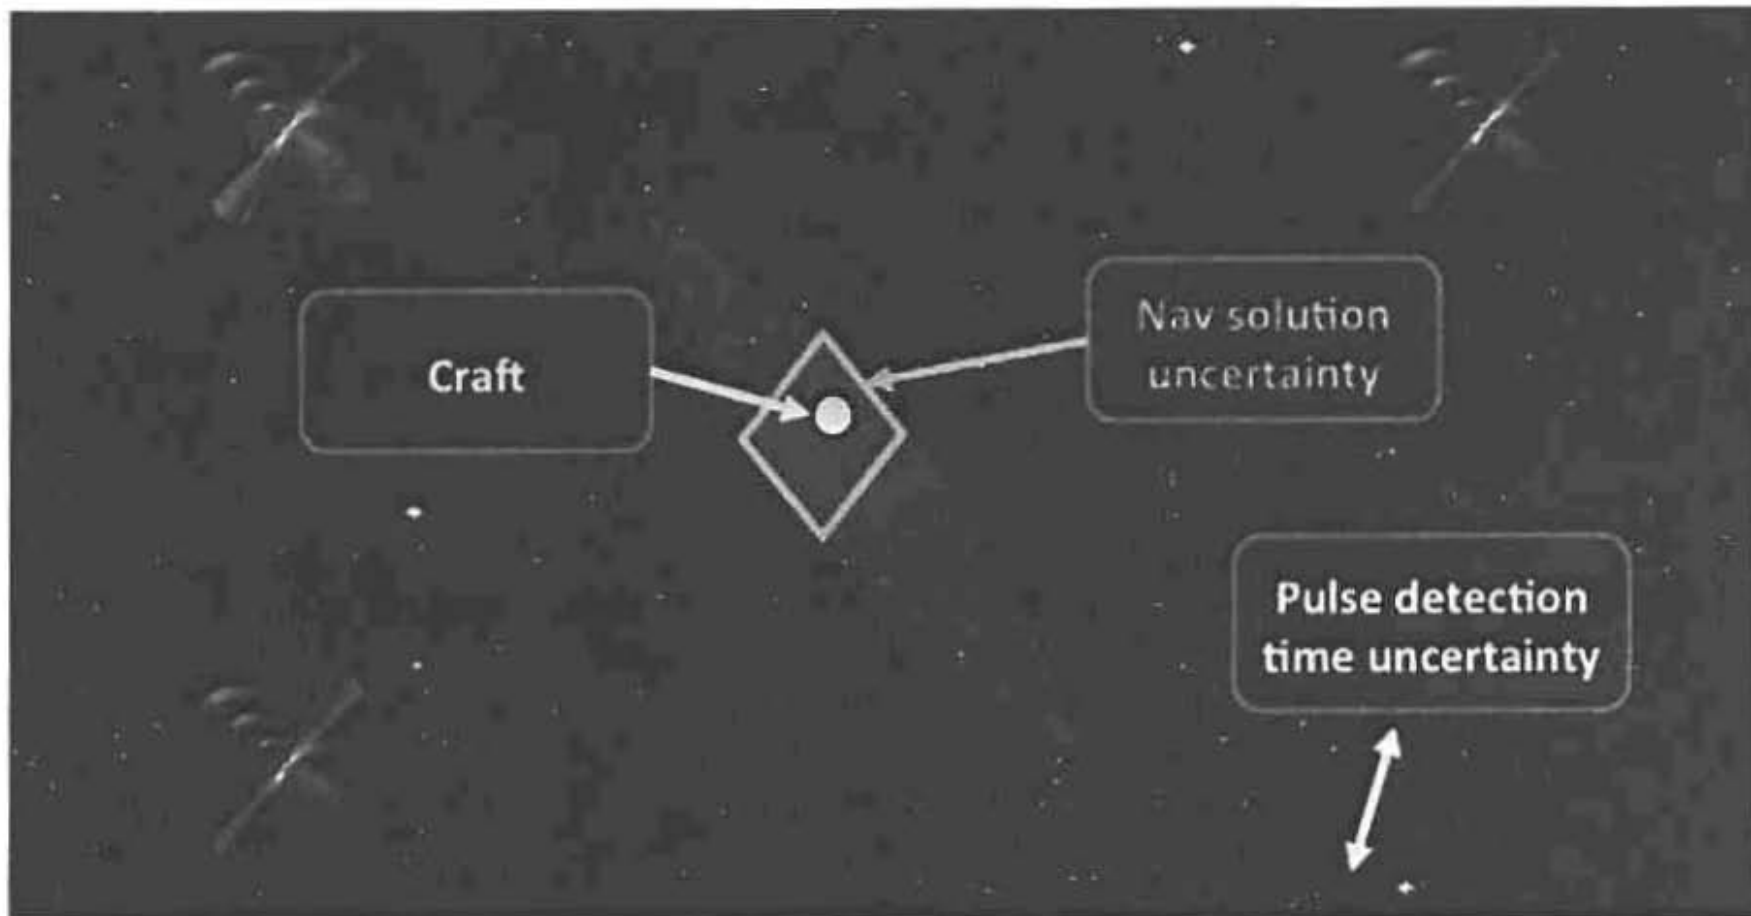 Craft
Nav solution
uncertainty
Pulse detection
time uncertainty